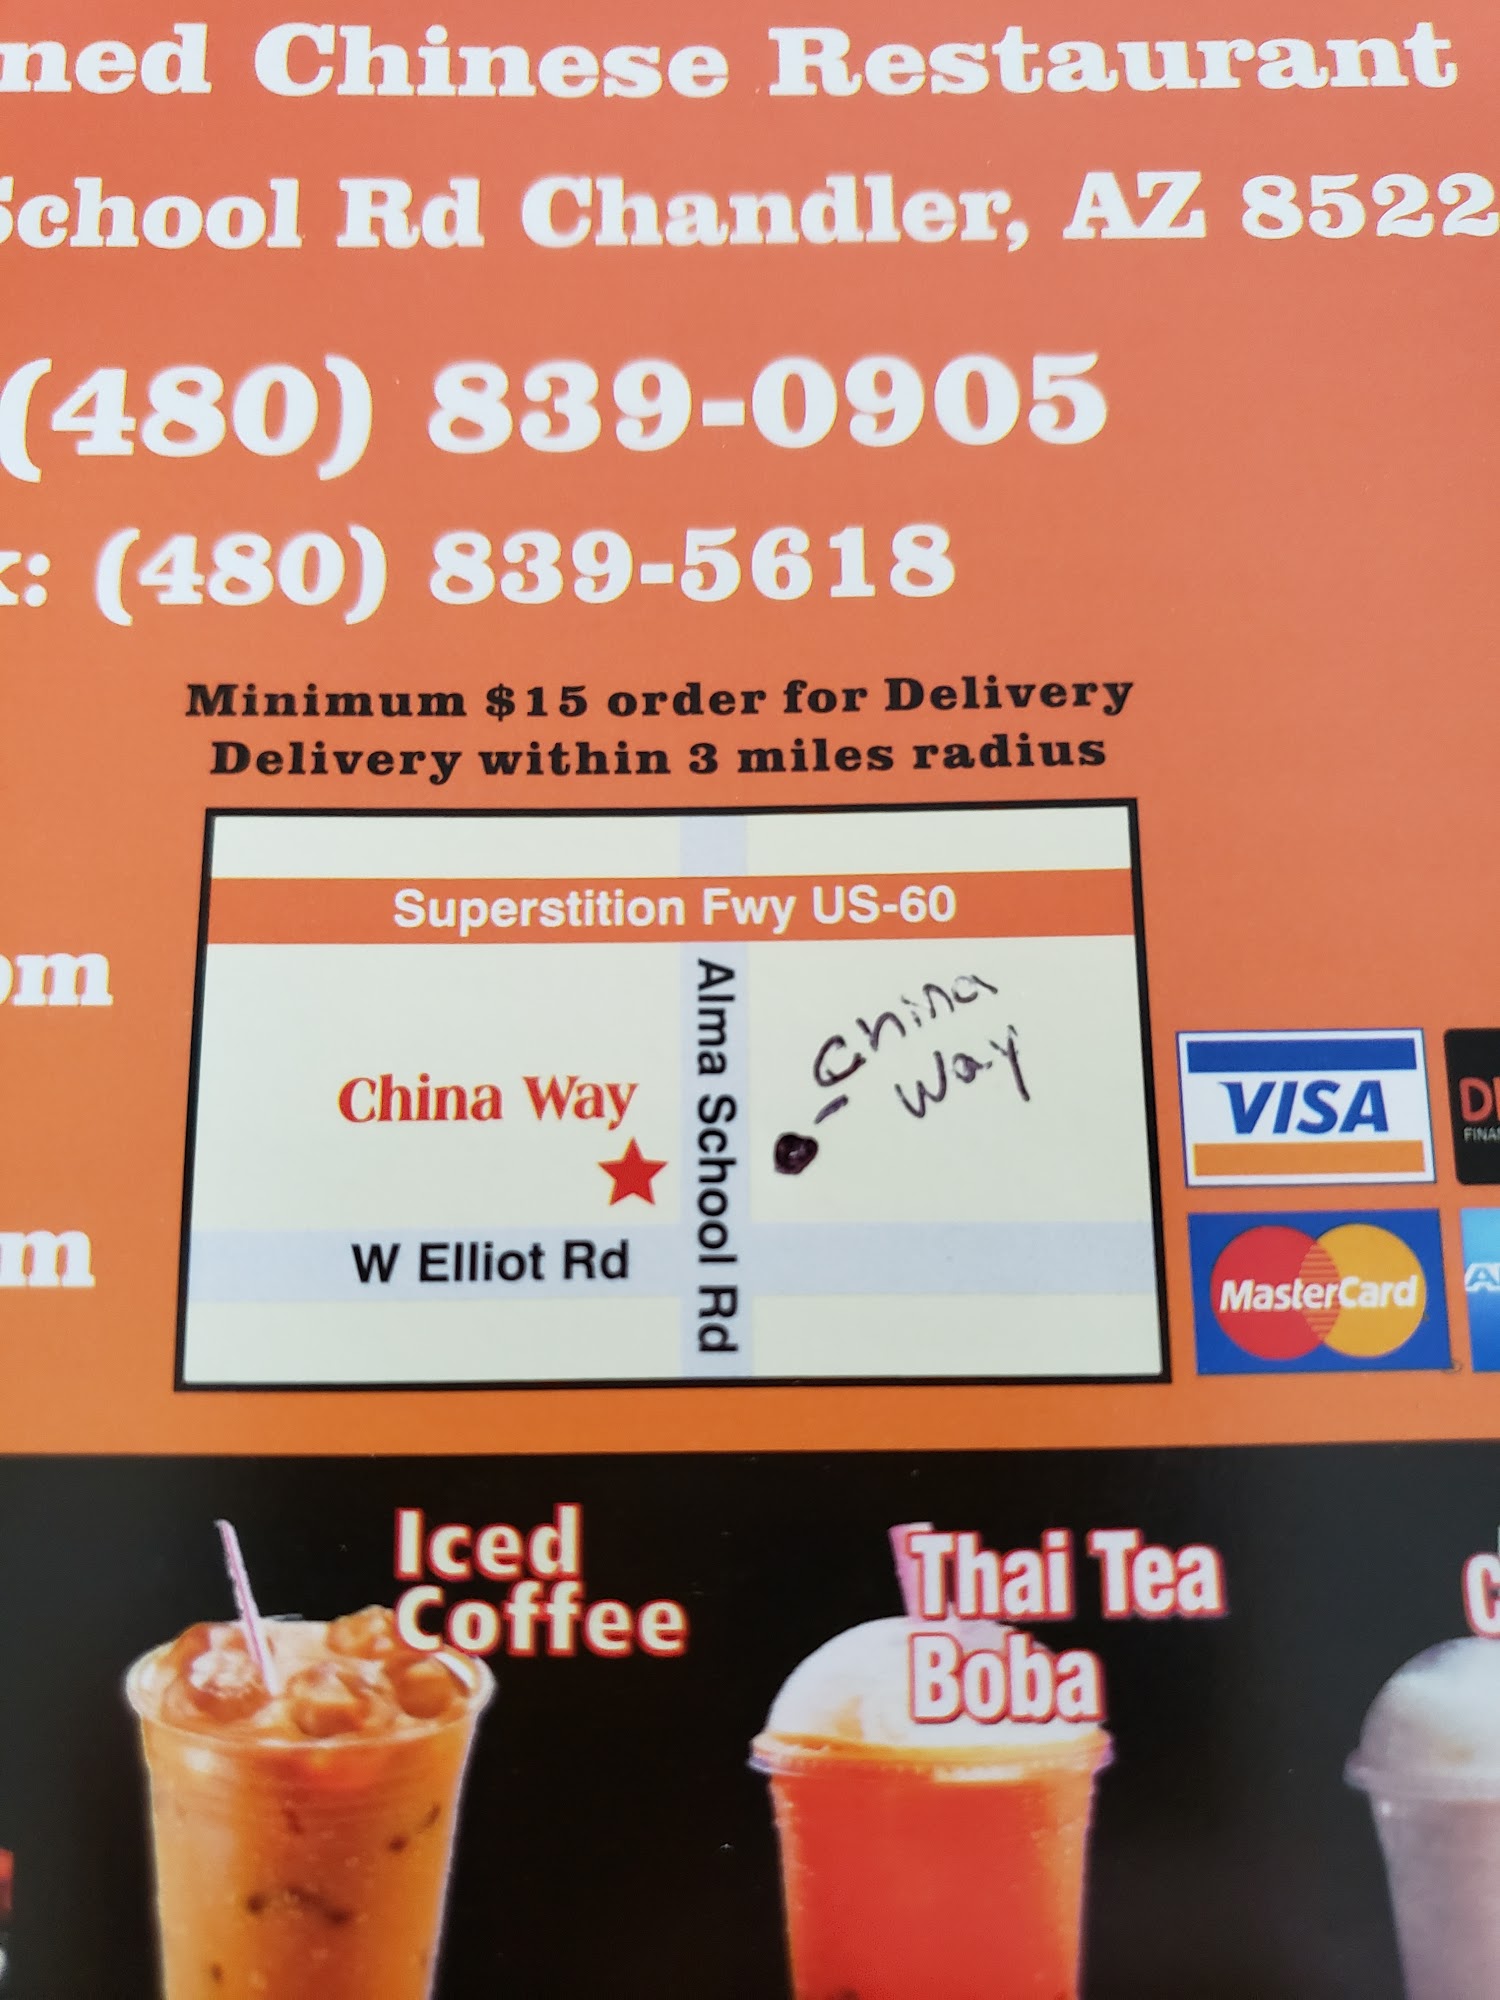 ned Chinese Restaurant
School Rd Chandler, AZ 8522
(480) 839-0905
x: (480) 839-5618
Minimum $15 order for Delivery
Delivery within 3 miles radius
Superstition Fwy US-60
Alma School Rd
China Way
China
Way
W Elliot Rd
om
m
VISA
MasterCard
Iced
Coffee
Thai Tea
Boba